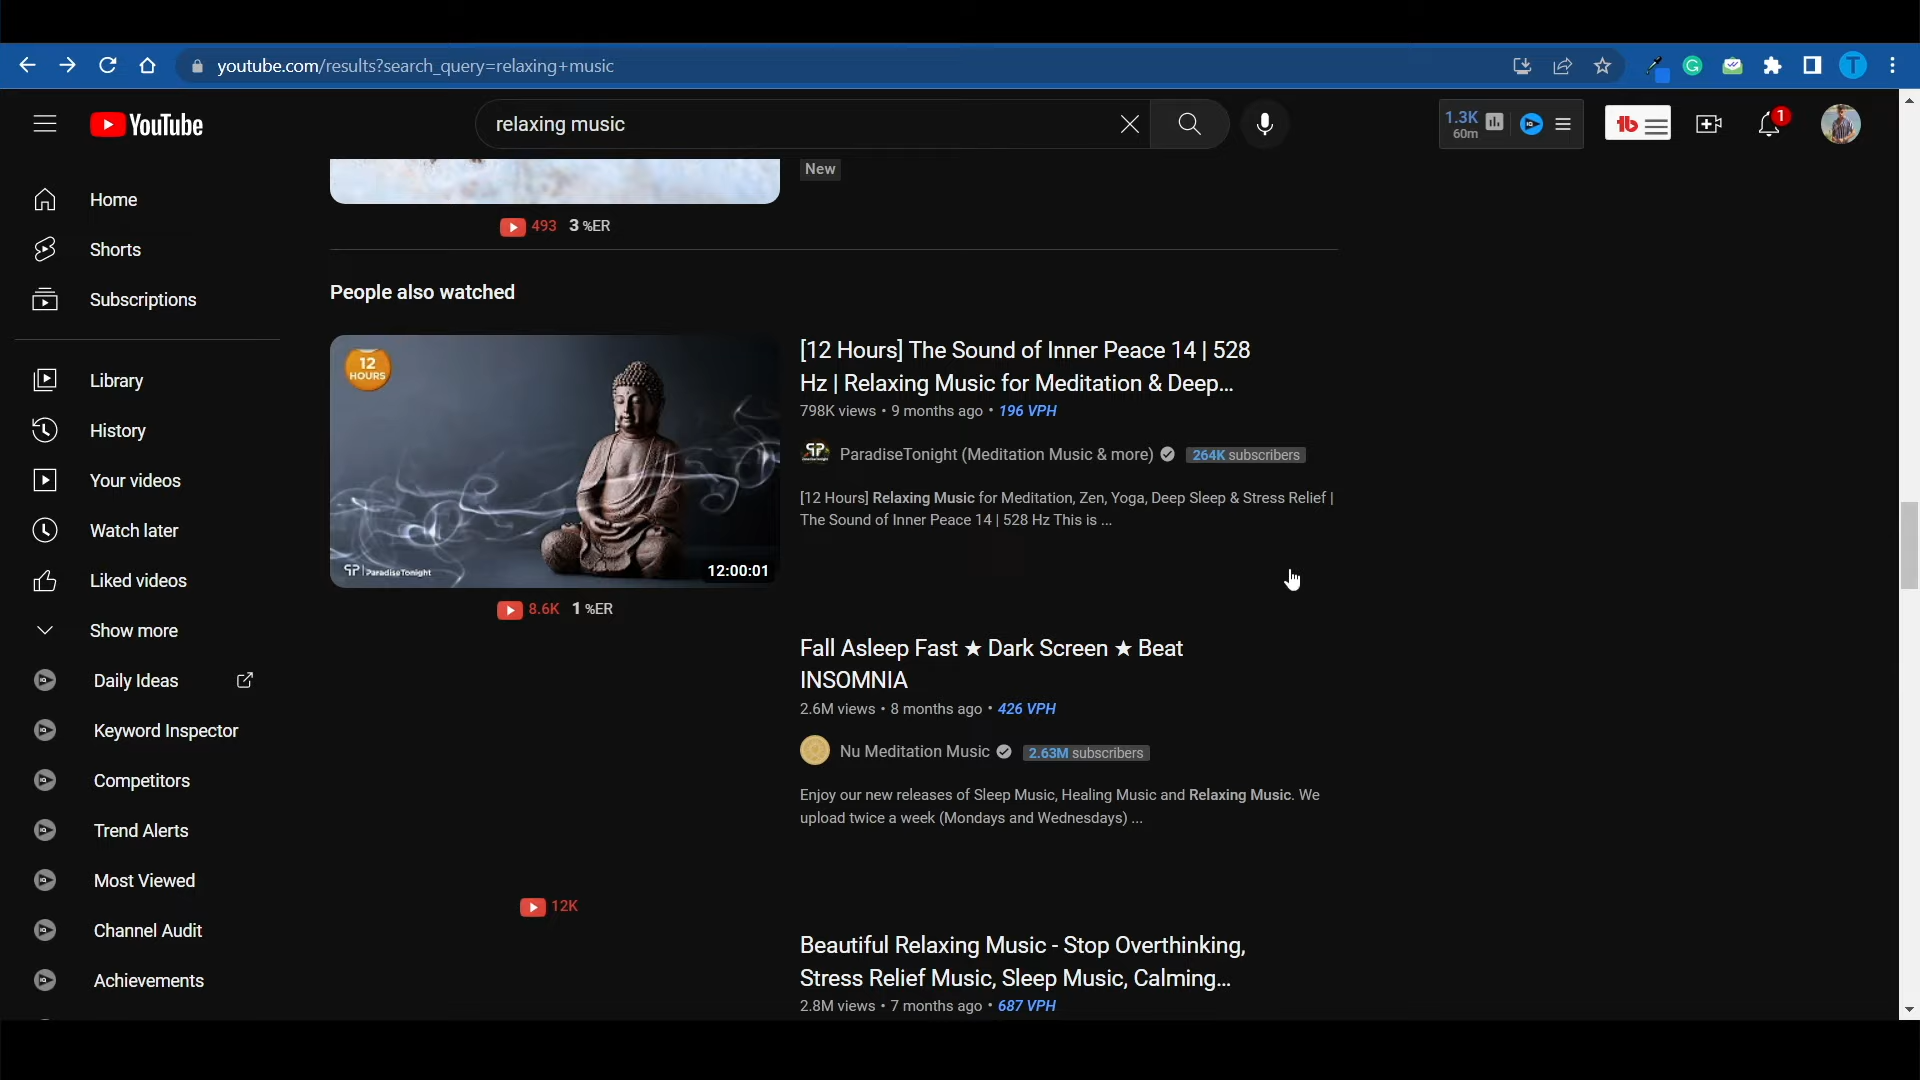 youtube.com/results?search_query=relaxing+music
YouTube
relaxing music
1.3K
60m
1
T
Home
Shorts
Subscriptions
Library
History
Your videos
Watch later
Liked videos
Show more
Daily Ideas
Keyword Inspector
Competitors
Trend Alerts
Most Viewed
Channel Audit
Achievements
New
493 3 %ER
People also watched
12
HOURS
ParadiseTonight
12:00:01
8.6K 1 %ER
[12 Hours] The Sound of Inner Peace 14 | 528
Hz | Relaxing Music for Meditation & Deep...
798K views • 9 months ago • 196 VPH
ParadiseTonight (Meditation Music & more) 264K subscribers
[12 Hours] Relaxing Music for Meditation, Zen, Yoga, Deep Sleep & Stress Relief |
The Sound of Inner Peace 14 | 528 Hz This is ...
Fall Asleep Fast ★ Dark Screen ★ Beat
INSOMNIA
2.6M views • 8 months ago • 426 VPH
Nu Meditation Music 2.63M subscribers
Enjoy our new releases of Sleep Music, Healing Music and Relaxing Music. We
upload twice a week (Mondays and Wednesdays) ...
12K
Beautiful Relaxing Music - Stop Overthinking,
Stress Relief Music, Sleep Music, Calming...
2.8M views • 7 months ago • 687 VPH